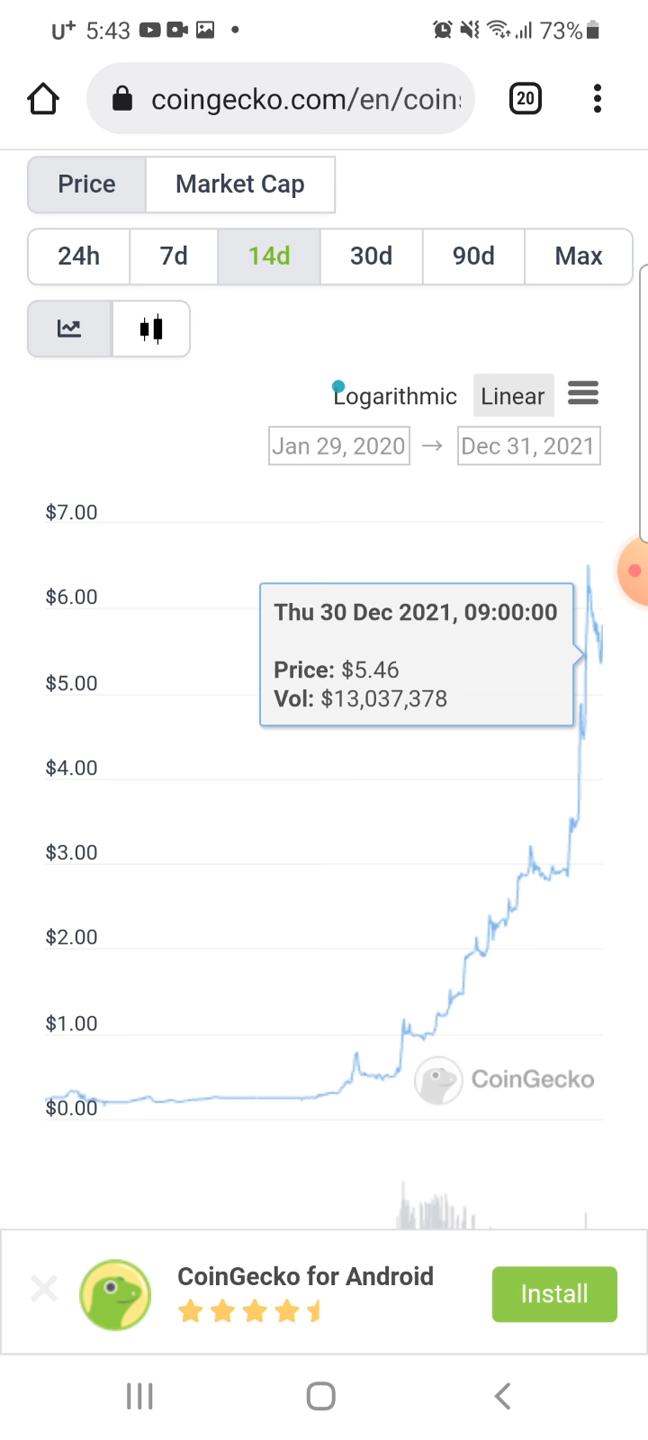 U+ 5:43 73%
coingecko.com/en/coin 20
Price Market Cap
24h 7d 14d 30d 90d Max
Logarithmic Linear
Jan 29, 2020 → Dec 31, 2021
$7.00
$6.00
Thu 30 Dec 2021, 09:00:00
Price: $5.46
$5.00
Vol: $13,037,378
$4.00
$3.00
$2.00
$1.00
CoinGecko
$0.00
CoinGecko for Android
Install